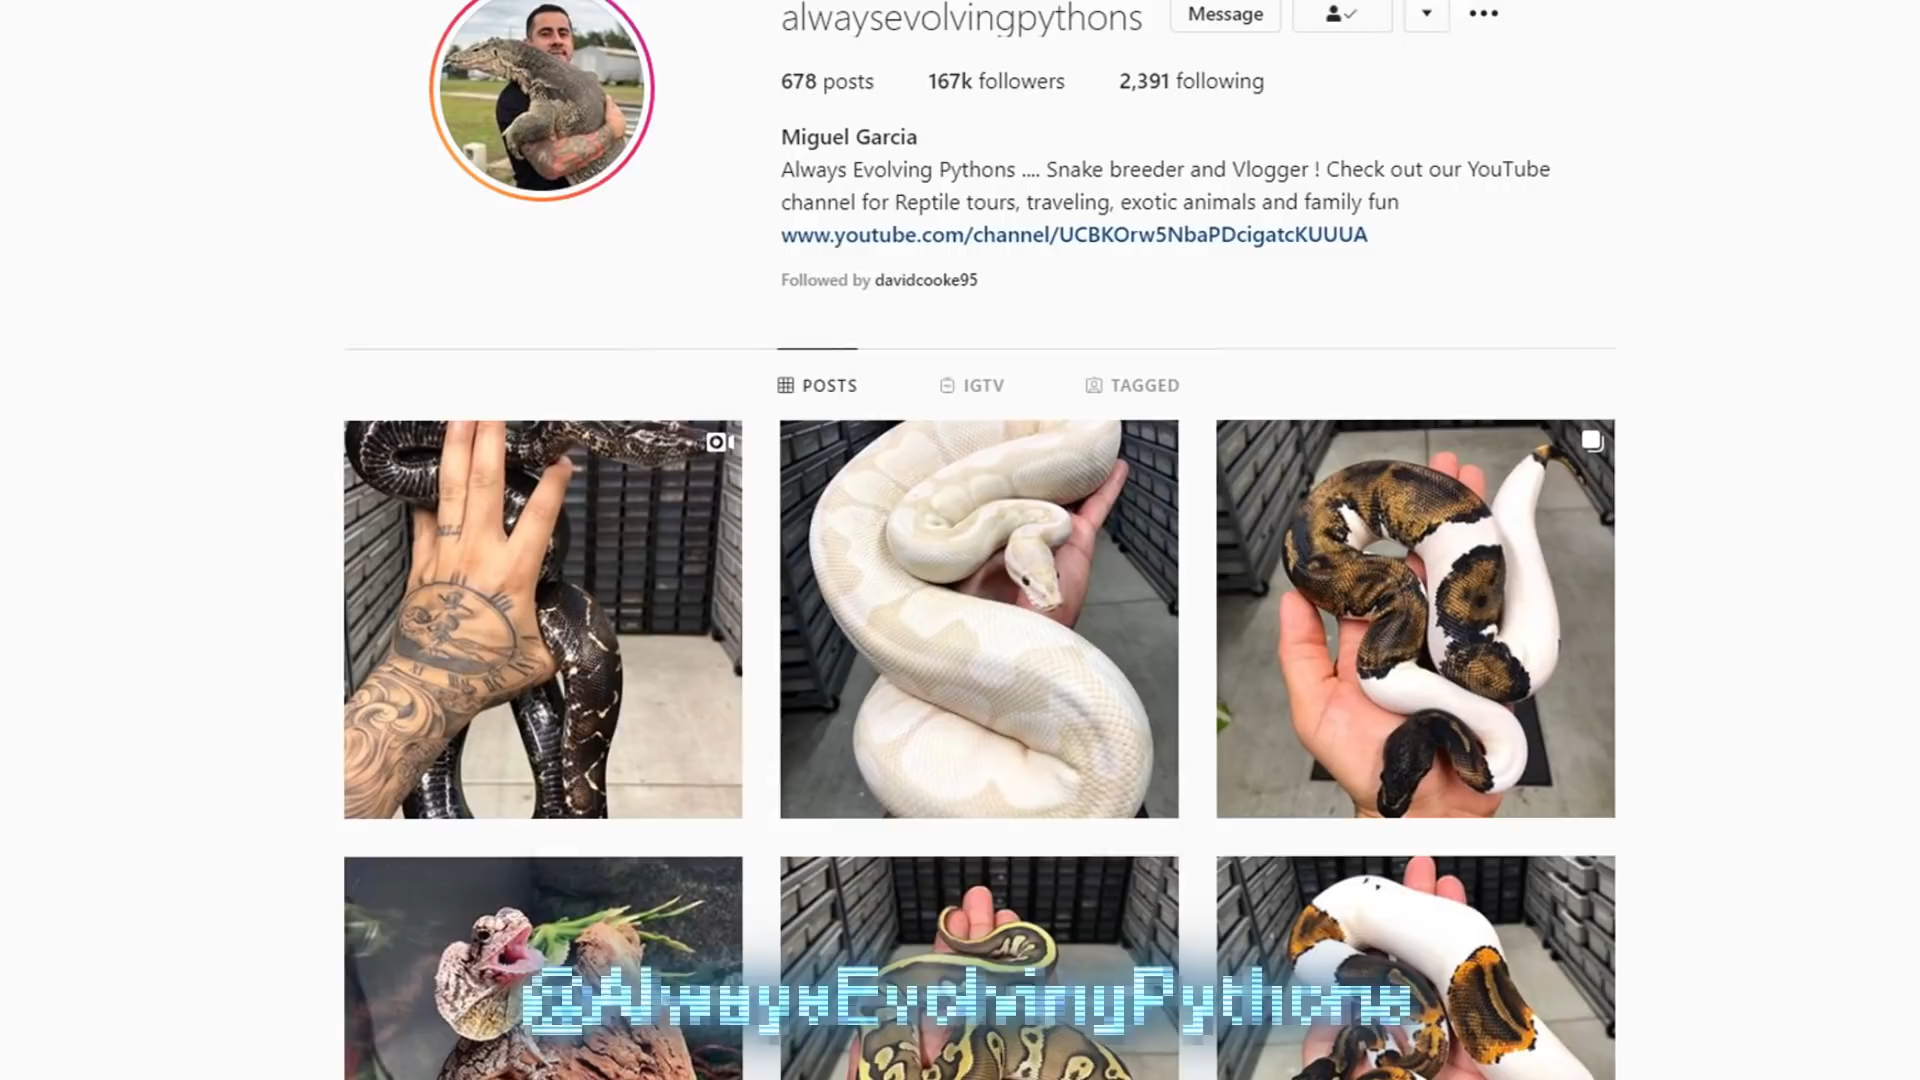 alwaysevolvingpythons Message
678 posts 167k followers 2,391 following
Miguel Garcia
Always Evolving Pythons .... Snake breeder and Vlogger ! Check out our YouTube
channel for Reptile tours, traveling, exotic animals and family fun
www.youtube.com/channel/UCBKOrw5NbaPDcigatcKUUUA
Followed by davidcooke95
POSTS IGTV TAGGED
@AlwaysEvolvingPythons